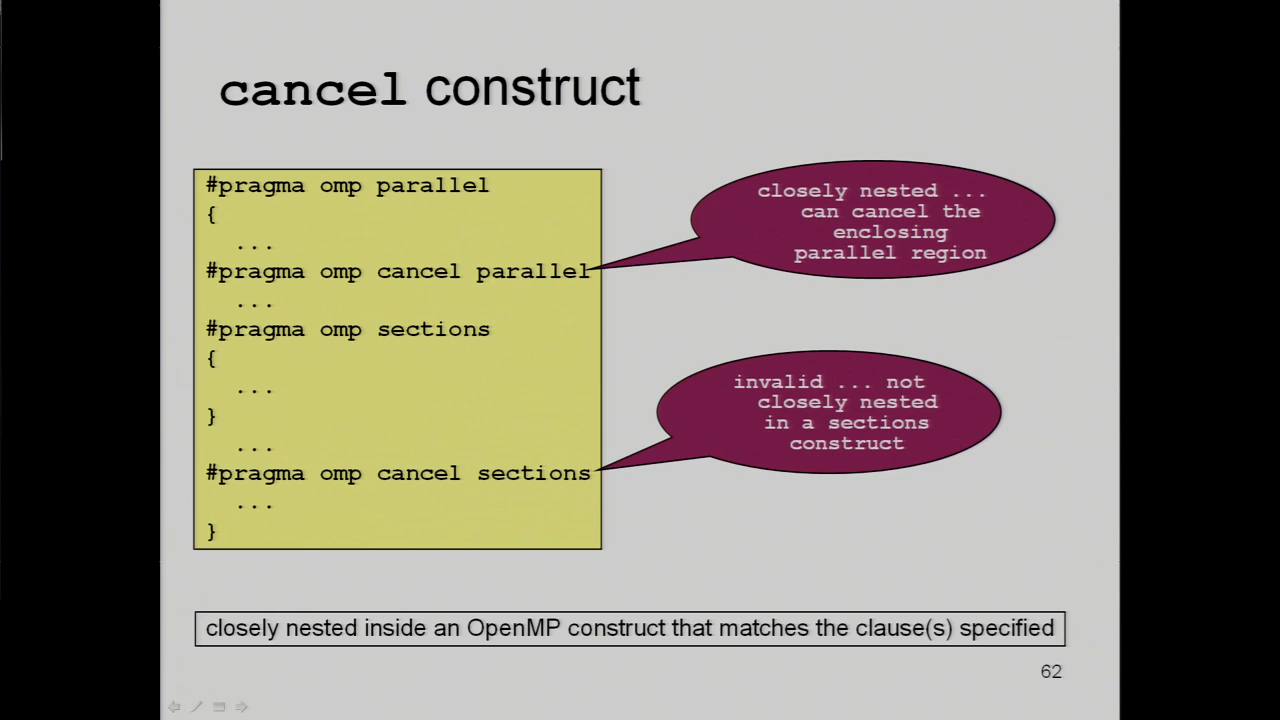 cancel construct
#pragma omp parallel
{
...
#pragma omp cancel parallel
...
#pragma omp sections
{
...
}
...
#pragma omp cancel sections
...
}
closely nested ...
can cancel the
enclosing
parallel region
invalid ... not
closely nested
in a sections
construct
closely nested inside an OpenMP construct that matches the clause(s) specified
62